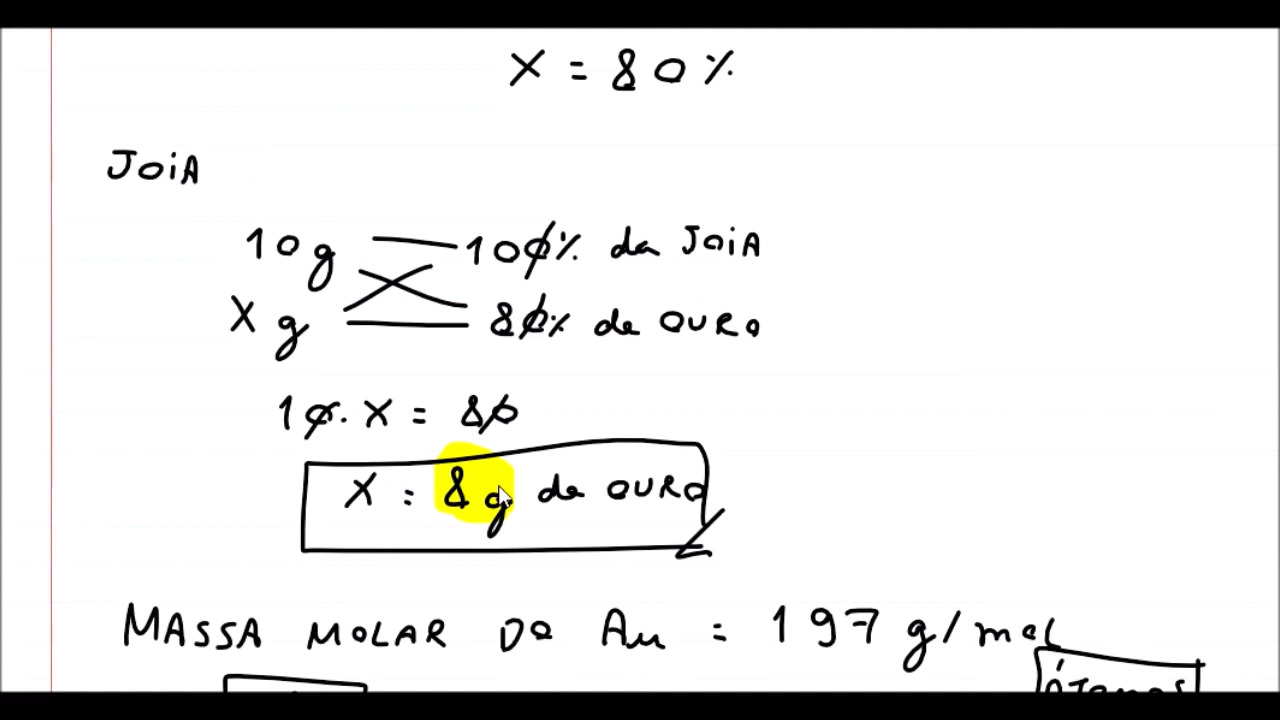 X = 80%
JOIA
10g 100% da JOIA
X g 80% de OURO
10. X = 80
X = 8g de OURO
MASSA MOLAR DO Au = 197 g/mol